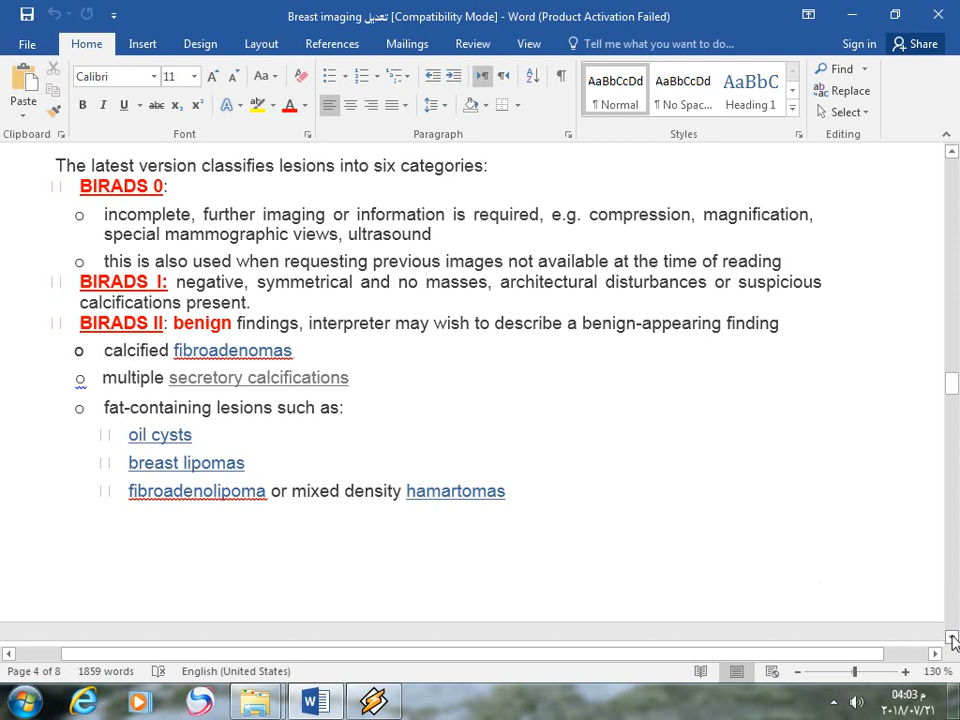 Breast imaging تعديل [Compatibility Mode] - Word (Product Activation Failed)
File Home Insert Design Layout References Mailings Review View Tell me what you want to do... Sign in Share
Paste
Calibri 11 A A Aa
B I U abc x₂ x² A A
AaBbCcDd AaBbCcDd AaBbC
¶ Normal ¶ No Spac... Heading 1
Find
Replace
Select
Clipboard Font Paragraph Styles Editing
The latest version classifies lesions into six categories:
BIRADS 0:
o incomplete, further imaging or information is required, e.g. compression, magnification,
special mammographic views, ultrasound
o this is also used when requesting previous images not available at the time of reading
BIRADS I: negative, symmetrical and no masses, architectural disturbances or suspicious
calcifications present.
BIRADS II: benign findings, interpreter may wish to describe a benign-appearing finding
o calcified fibroadenomas
o multiple secretory calcifications
o fat-containing lesions such as:
oil cysts
breast lipomas
fibroadenolipoma or mixed density hamartomas
Page 4 of 8 1859 words English (United States) 130 %
04:03 م
٢٠١٨/٠٧/٢١